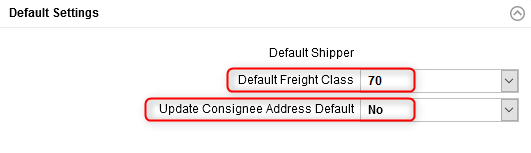 Default Settings
Default Shipper
Default Freight Class 70
Update Consignee Address Default No